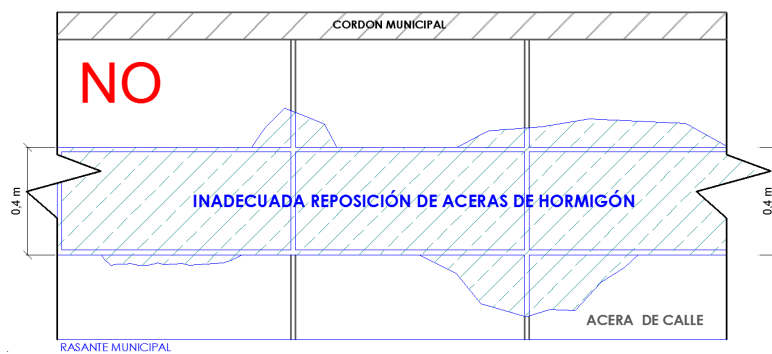 CORDON MUNICIPAL
NO
0,4 m
INADECUADA REPOSICIÓN DE ACERAS DE HORMIGÓN
0,4 m
ACERA DE CALLE
RASANTE MUNICIPAL